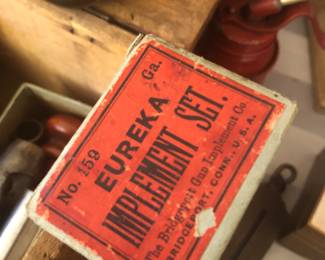 No. 159 Ga.
EUREKA
IMPLEMENT SET.
The Bridgeport Gun Implement Co.
BRIDGEPORT, CONN., U.S.A.